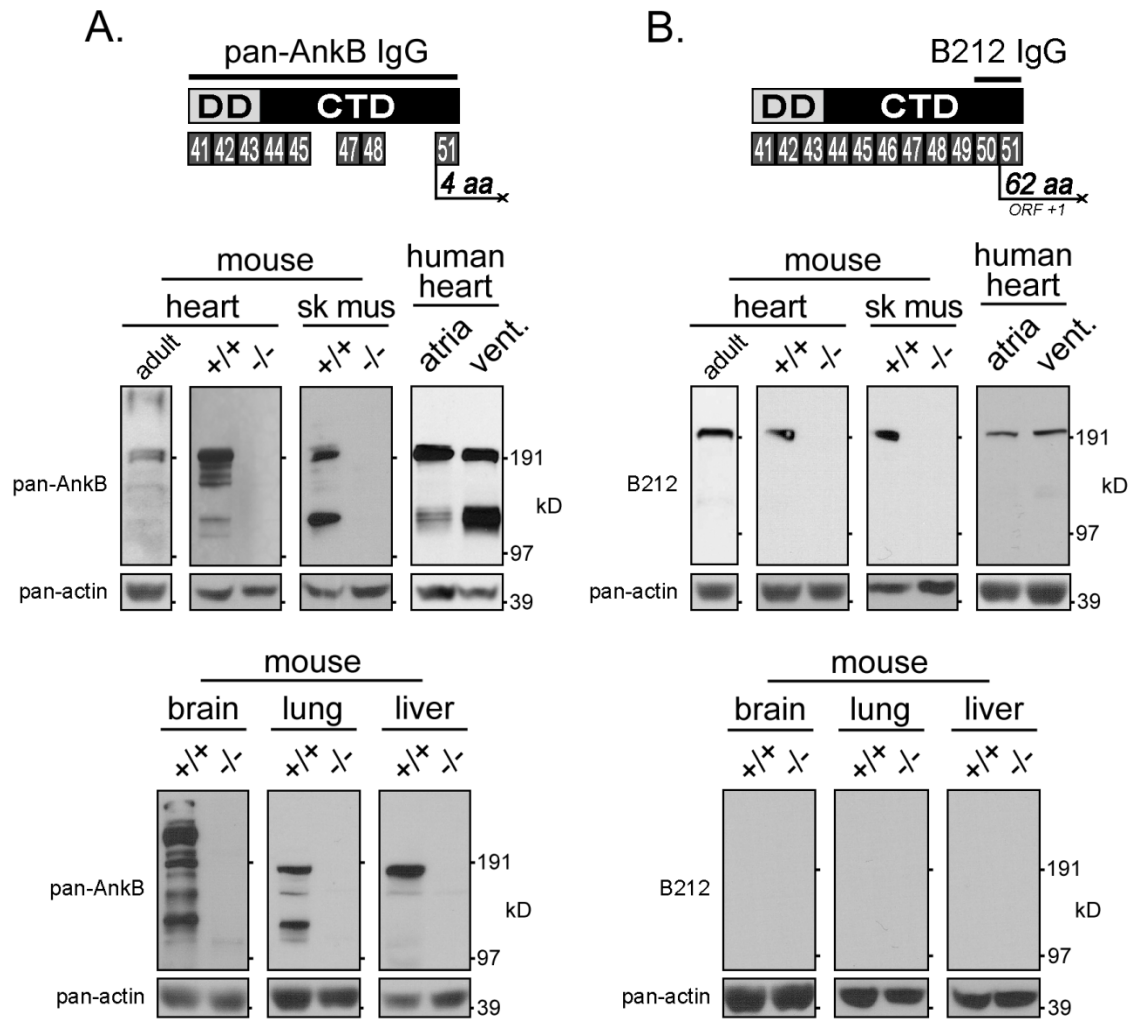 A.
pan-AnkB IgG
DD CTD
41 42 43 44 45 47 48 51
4 aa
mouse
human heart
heart
sk mus
adult +/+ -/- +/+ -/- atria vent.
pan-AnkB
191
kD
97
pan-actin
39
mouse
brain lung liver
+/+ -/- +/+ -/- +/+ -/-
pan-AnkB
191
kD
97
pan-actin
39
B.
B212 IgG
DD CTD
41 42 43 44 45 46 47 48 49 50 51
62 aa
ORF +1
mouse
human heart
heart
sk mus
adult +/+ -/- +/+ -/- atria vent.
B212
191
kD
97
pan-actin
39
mouse
brain lung liver
+/+ -/- +/+ -/- +/+ -/-
B212
191
kD
97
pan-actin
39